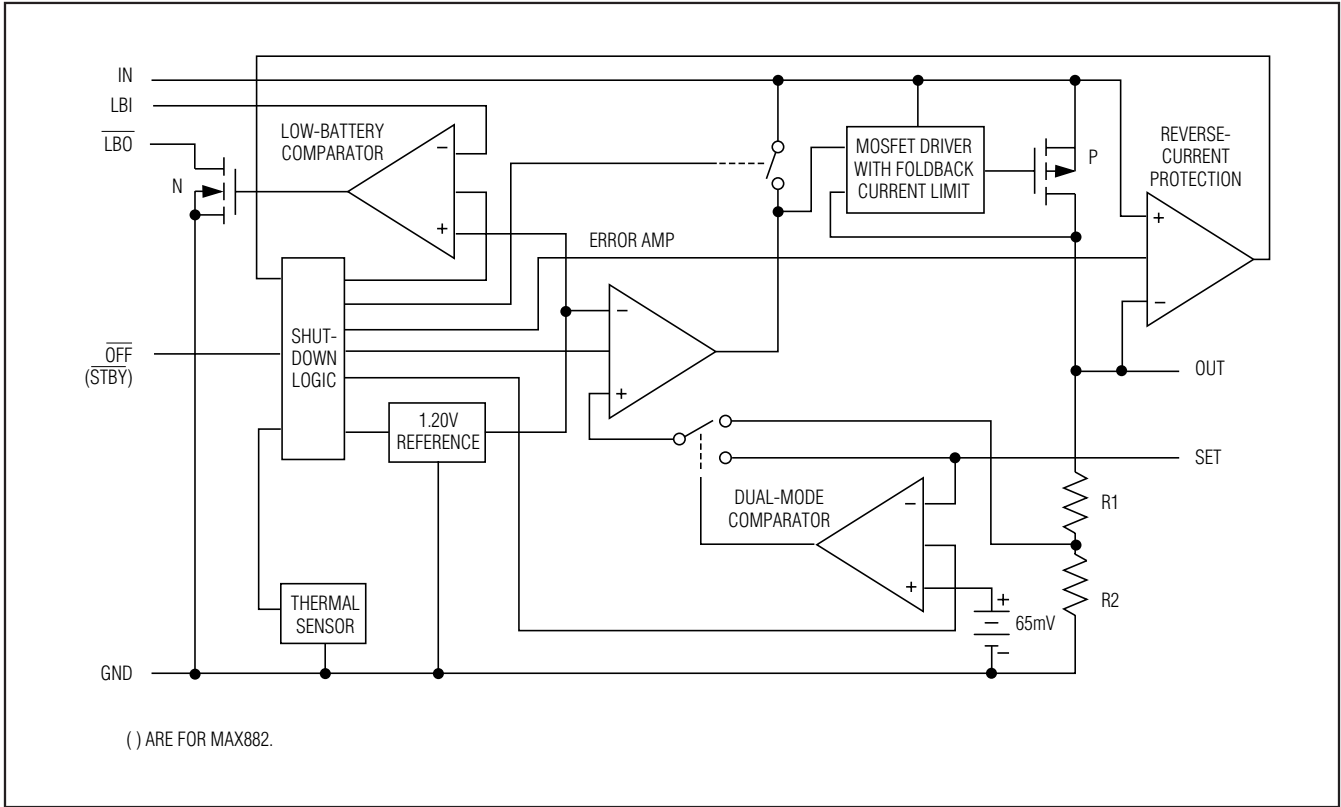 IN
LBI
LBO
LOW-BATTERY
COMPARATOR
N
−
+
MOSFET DRIVER
WITH FOLDBACK
CURRENT LIMIT
P
REVERSE-
CURRENT
PROTECTION
+
−
ERROR AMP
−
+
SHUT-
DOWN
LOGIC
OFF
(STBY)
1.20V
REFERENCE
OUT
SET
DUAL-MODE
COMPARATOR
−
+
R1
R2
+
−
65mV
THERMAL
SENSOR
GND
( ) ARE FOR MAX882.